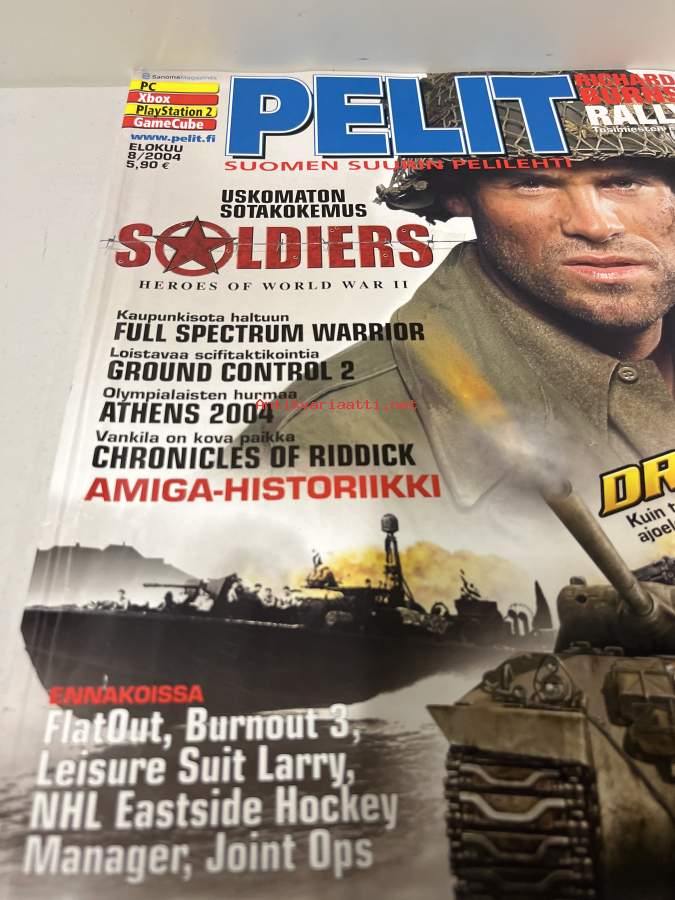 SanomaMagazines
PC
Xbox
PlayStation 2
GameCube
www.pelit.fi
ELOKUU
8/2004
5,90 €
PELIT
SUOMEN SUURIN PELILEHTI
RICHARD
BURNS
RALL
Tosimiesten
USKOMATON
SOTAKOKEMUS
SOLDIERS
HEROES OF WORLD WAR II
Kaupunkisota haltuun
FULL SPECTRUM WARRIOR
Loistavaa scifitaktikointia
GROUND CONTROL 2
Olympialaisten hurmaa
ATHENS 2004
Antikvariaatti.net
Vankila on kova paikka
CHRONICLES OF RIDDICK
AMIGA-HISTORIIKKI
DR
Kuin t
ajoel
ENNAKOISSA
FlatOut, Burnout 3,
Leisure Suit Larry,
NHL Eastside Hockey
Manager, Joint Ops